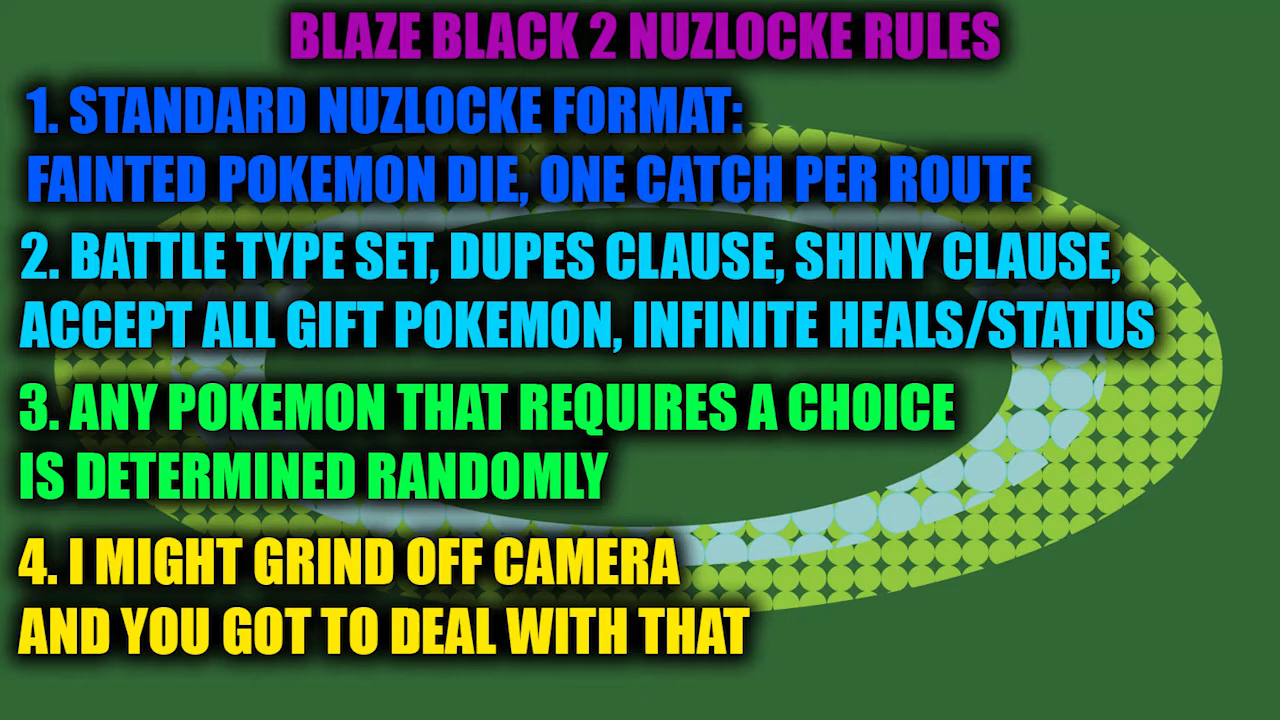 BLAZE BLACK 2 NUZLOCKE RULES
1. STANDARD NUZLOCKE FORMAT:
FAINTED POKEMON DIE, ONE CATCH PER ROUTE
2. BATTLE TYPE SET, DUPES CLAUSE, SHINY CLAUSE,
ACCEPT ALL GIFT POKEMON, INFINITE HEALS/STATUS
3. ANY POKEMON THAT REQUIRES A CHOICE
IS DETERMINED RANDOMLY
4. I MIGHT GRIND OFF CAMERA
AND YOU GOT TO DEAL WITH THAT